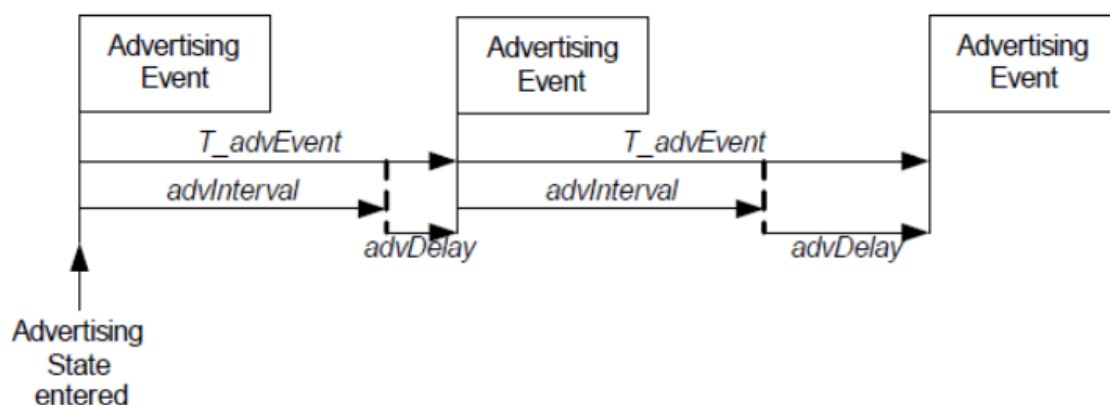 Advertising
Event
Advertising
Event
Advertising
Event
T_advEvent
T_advEvent
advInterval
advInterval
advDelay
advDelay
Advertising
State
entered